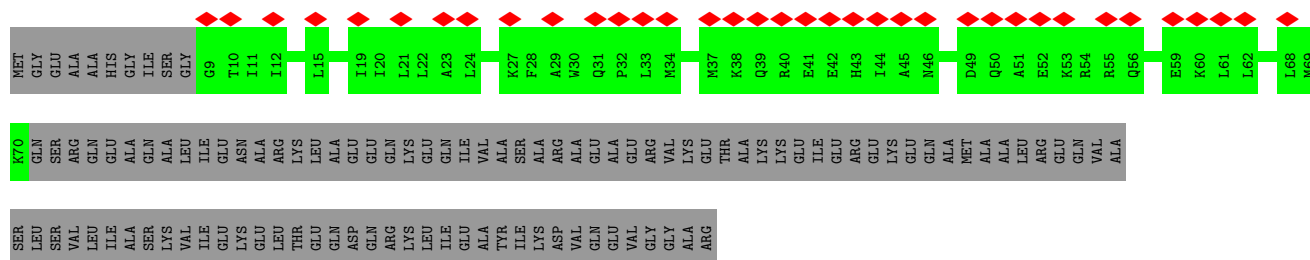 MET GLY GLU ALA ALA HIS GLY ILE SER GLY G9 T10 I11 I12 L15 I19 I20 L21 L22 A23 L24 K27 F28 A29 W30 Q31 P32 L33 M34 M37 K38 Q39 R40 E41 E42 H43 I44 A45 N46 D49 Q50 A51 E52 K53 R54 R55 Q56 E59 K60 L61 L62 L68 M69
K70 GLN SER ARG GLN GLU ALA GLN ALA LEU ILE GLU ASN ALA ARG LYS LEU ALA GLU GLU GLN LYS GLU GLN ILE VAL ALA SER ALA ARG ALA GLU ALA GLU ARG VAL LYS GLU THR ALA LYS LYS GLU ILE GLU ARG GLU LYS GLU GLN ALA MET ALA ALA LEU ARG GLU GLN VAL ALA
SER LEU SER VAL LEU ILE ALA SER LYS VAL ILE GLU LYS GLU LEU THR GLU GLN ASP GLN ARG LYS LEU ILE GLU ALA TYR ILE LYS ASP VAL GLN GLU VAL GLY GLY ALA ARG